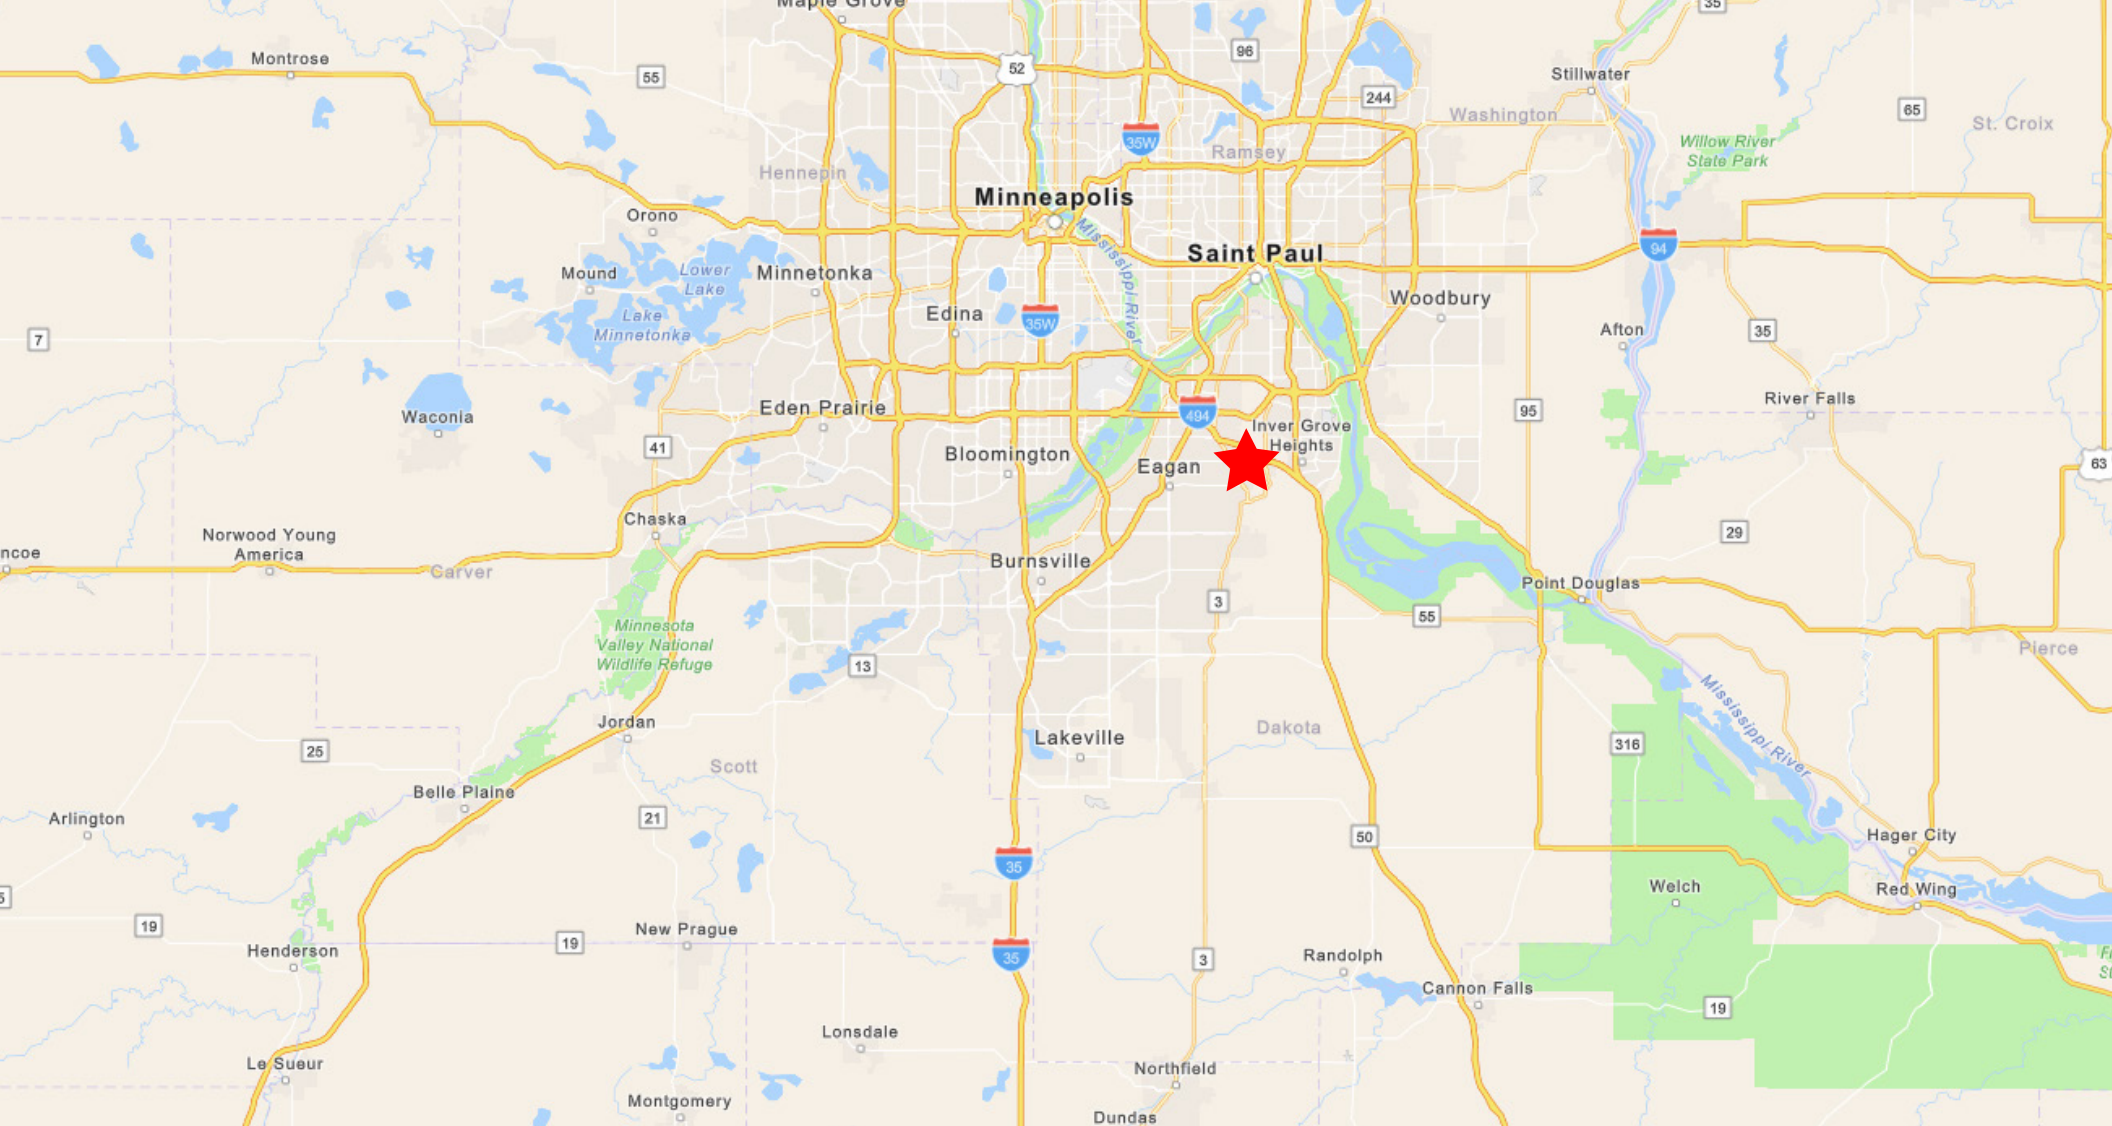 Maple Grove
35
Montrose
52
96
55
Stillwater
244
65
Washington
St. Croix
35W
Willow River
State Park
Ramsey
Hennepin
Minneapolis
Orono
Mississippi River
94
Saint Paul
Mound
Lower
Lake
Minnetonka
Woodbury
Edina
Lake
Minnetonka
35W
Afton
35
7
River Falls
Waconia
Eden Prairie
494
95
Inver Grove
Heights
41
Bloomington
Eagan
63
Chaska
Norwood Young
America
29
ncoe
Carver
Burnsville
Point Douglas
3
55
Minnesota
Valley National
Wildlife Refuge
13
Pierce
Mississippi River
Jordan
Dakota
Lakeville
316
25
Scott
Belle Plaine
Arlington
21
50
Hager City
35
Welch
Red Wing
5
19
New Prague
19
Henderson
35
3
Randolph
Cannon Falls
19
Lonsdale
Le Sueur
Northfield
Montgomery
Dundas